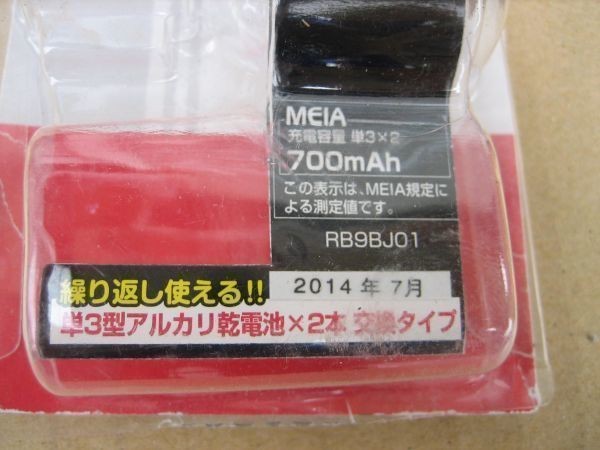 MEIA
充電容量 単3×2
700mAh
この表示は、MEIA規定に
よる測定値です。
RB9BJ01
繰り返し使える!!
2014年 7月
単3型アルカリ乾電池×2本 交換タイプ